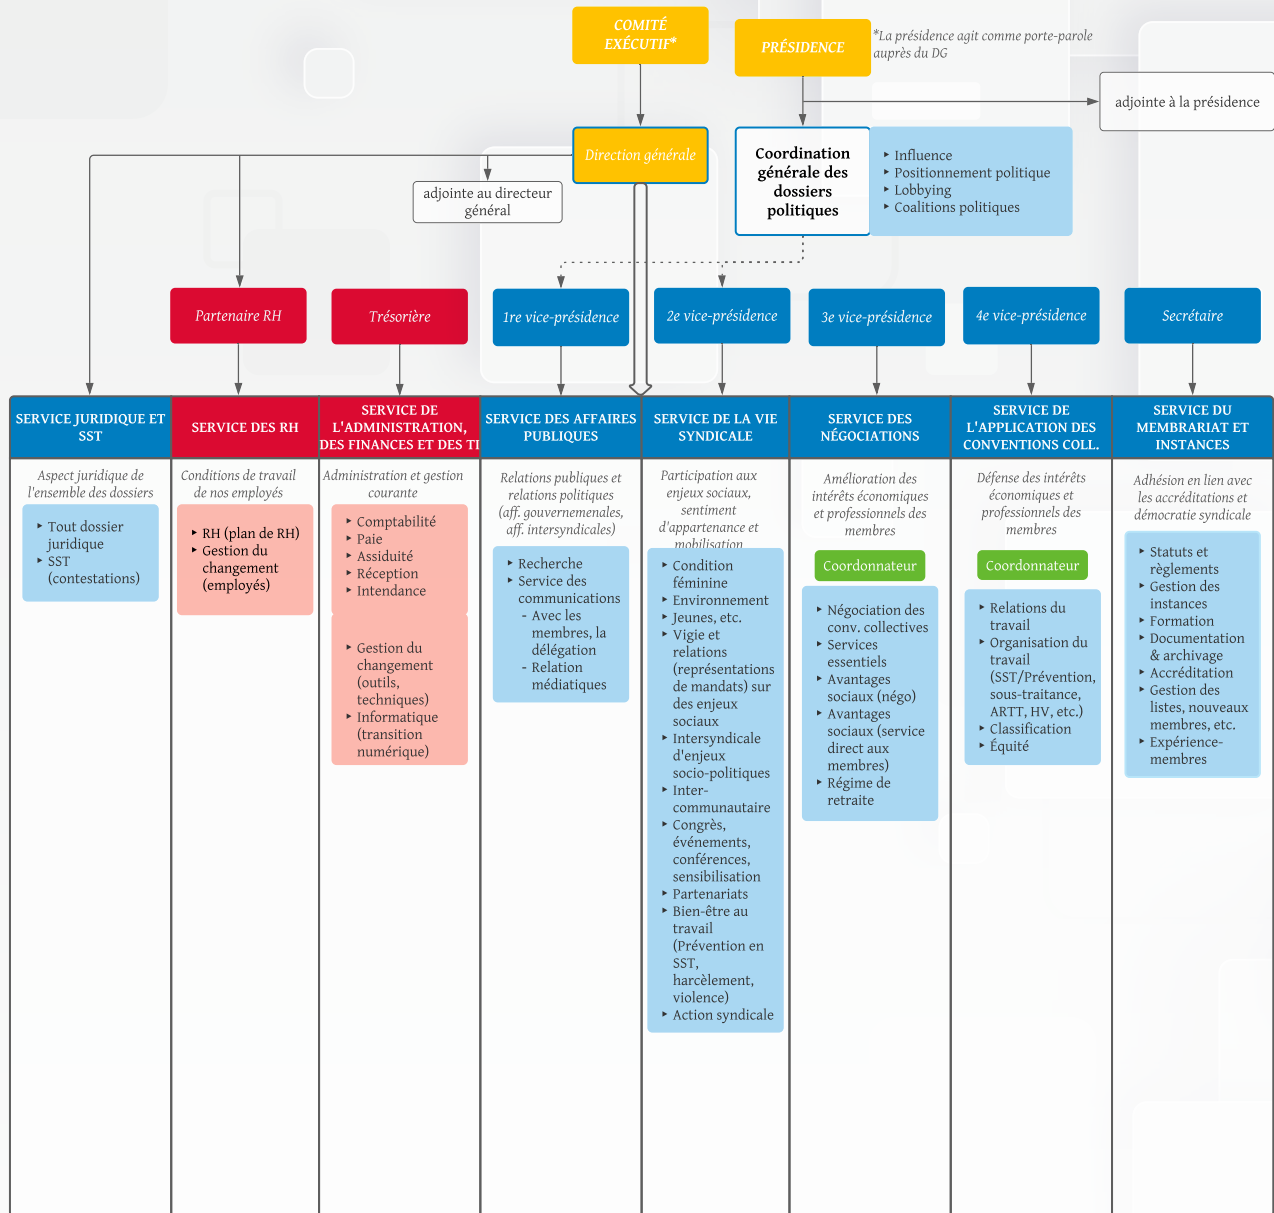 COMITÉ
EXÉCUTIF*
PRÉSIDENCE
*La présidence agit comme porte-parole
auprès du DG
adjointe à la présidence
Direction générale
Coordination
générale des
dossiers
politiques
‣ Influence
‣ Positionnement politique
‣ Lobbying
‣ Coalitions politiques
adjointe au directeur
général
Partenaire RH
Trésorière
1re vice-présidence
2e vice-présidence
3e vice-présidence
4e vice-présidence
Secrétaire
SERVICE JURIDIQUE ET
SST
Aspect juridique de
l'ensemble des dossiers
‣ Tout dossier
juridique
‣ SST
(contestations)
SERVICE DES RH
Conditions de travail
de nos employés
‣ RH (plan de RH)
‣ Gestion du
changement
(employés)
SERVICE DE
L'ADMINISTRATION,
DES FINANCES ET DES TI
Administration et gestion
courante
‣ Comptabilité
‣ Paie
‣ Assiduité
‣ Réception
‣ Intendance
‣ Gestion du
changement
(outils,
techniques)
‣ Informatique
(transition
numérique)
SERVICE DES AFFAIRES
PUBLIQUES
Relations publiques et
relations politiques
(aff. gouvernemenales,
aff. intersyndicales)
‣ Recherche
‣ Service des
communications
- Avec les
membres, la
délégation
- Relation
médiatiques
SERVICE DE LA VIE
SYNDICALE
Participation aux
enjeux sociaux,
sentiment
d'appartenance et
mobilisation
‣ Condition
féminine
‣ Environnement
‣ Jeunes, etc.
‣ Vigie et
relations
(représentations
de mandats) sur
des enjeux
sociaux
‣ Intersyndicale
d'enjeux
socio-politiques
‣ Inter-
communautaire
‣ Congrès,
événements,
conférences,
sensibilisation
‣ Partenariats
‣ Bien-être au
travail
(Prévention en
SST,
harcèlement,
violence)
‣ Action syndicale
SERVICE DES
NÉGOCIATIONS
Amélioration des
intérêts économiques
et professionnels des
membres
Coordonnateur
‣ Négociation des
conv. collectives
‣ Services
essentiels
‣ Avantages
sociaux (négo)
‣ Avantages
sociaux (service
direct aux
membres)
‣ Régime de
retraite
SERVICE DE
L'APPLICATION DES
CONVENTIONS COLL.
Défense des intérêts
économiques et
professionnels des
membres
Coordonnateur
‣ Relations du
travail
‣ Organisation du
travail
(SST/Prévention,
sous-traitance,
ARTT, HV, etc.)
‣ Classification
‣ Équité
SERVICE DU
MEMBRARIAT ET
INSTANCES
Adhésion en lien avec
les accréditations et
démocratie syndicale
‣ Statuts et
règlements
‣ Gestion des
instances
‣ Formation
‣ Documentation
& archivage
‣ Accréditation
‣ Gestion des
listes, nouveaux
membres, etc.
‣ Expérience-
membres